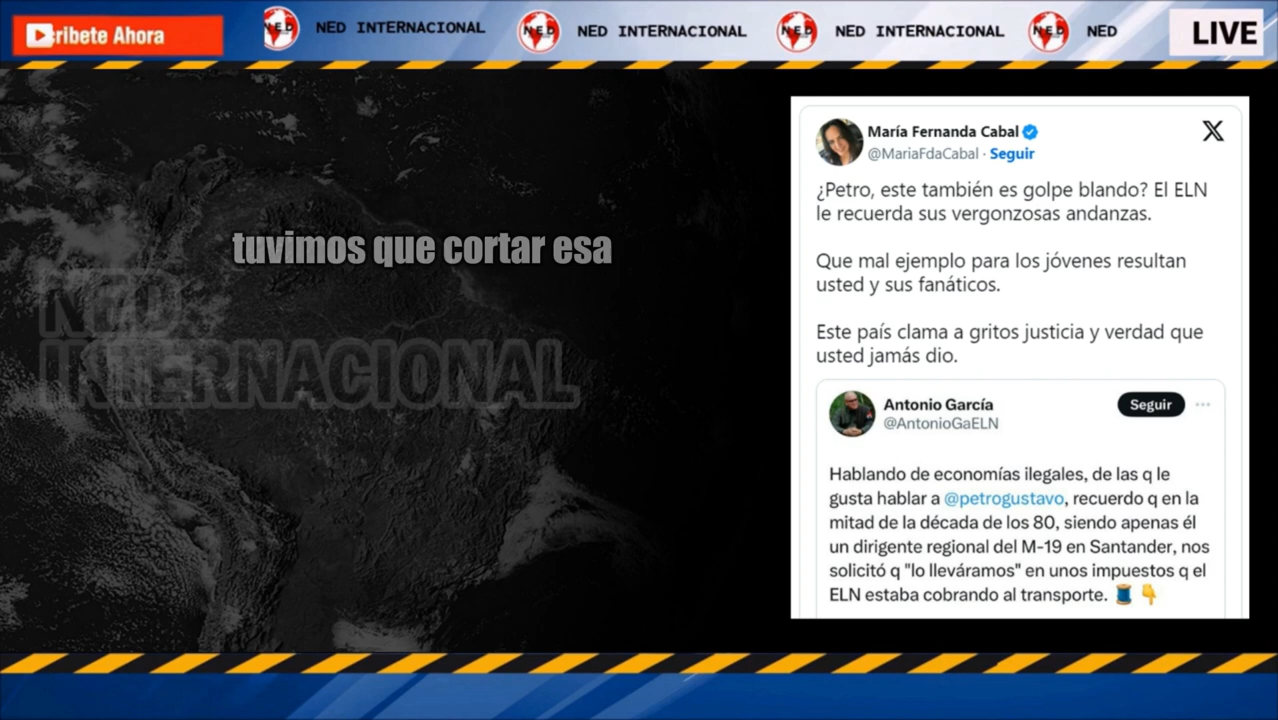 cribete Ahora
NED NED INTERNACIONAL NED NED INTERNACIONAL NED NED INTERNACIONAL NED NED
LIVE
tuvimos que cortar esa
NED
INTERNACIONAL
María Fernanda Cabal
@MariaFdaCabal · Seguir
¿Petro, este también es golpe blando? El ELN
le recuerda sus vergonzosas andanzas.
Que mal ejemplo para los jóvenes resultan
usted y sus fanáticos.
Este país clama a gritos justicia y verdad que
usted jamás dio.
Antonio García
@AntonioGaELN
Seguir
Hablando de economías ilegales, de las q le
gusta hablar a @petrogustavo, recuerdo q en la
mitad de la década de los 80, siendo apenas él
un dirigente regional del M-19 en Santander, nos
solicitó q "lo lleváramos" en unos impuestos q el
ELN estaba cobrando al transporte. 🧵 👇